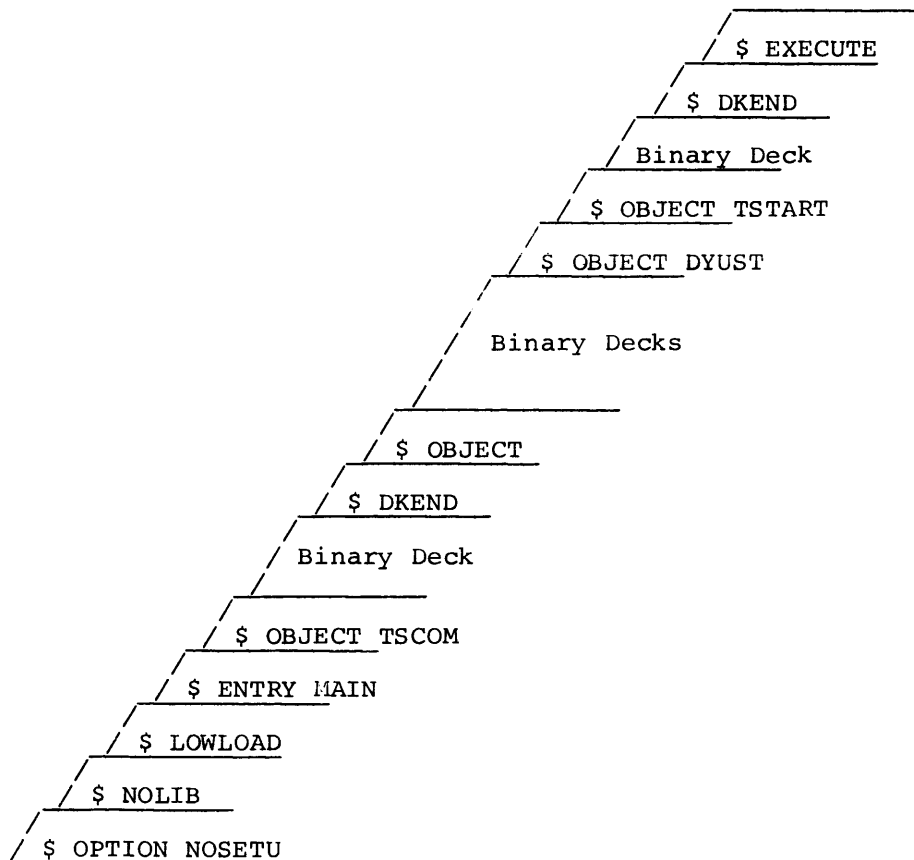 $ EXECUTE
$ DKEND
Binary Deck
$ OBJECT TSTART
$ OBJECT DYUST
Binary Decks
$ OBJECT
$ DKEND
Binary Deck
$ OBJECT TSCOM
$ ENTRY MAIN
$ LOWLOAD
$ NOLIB
$ OPTION NOSETU